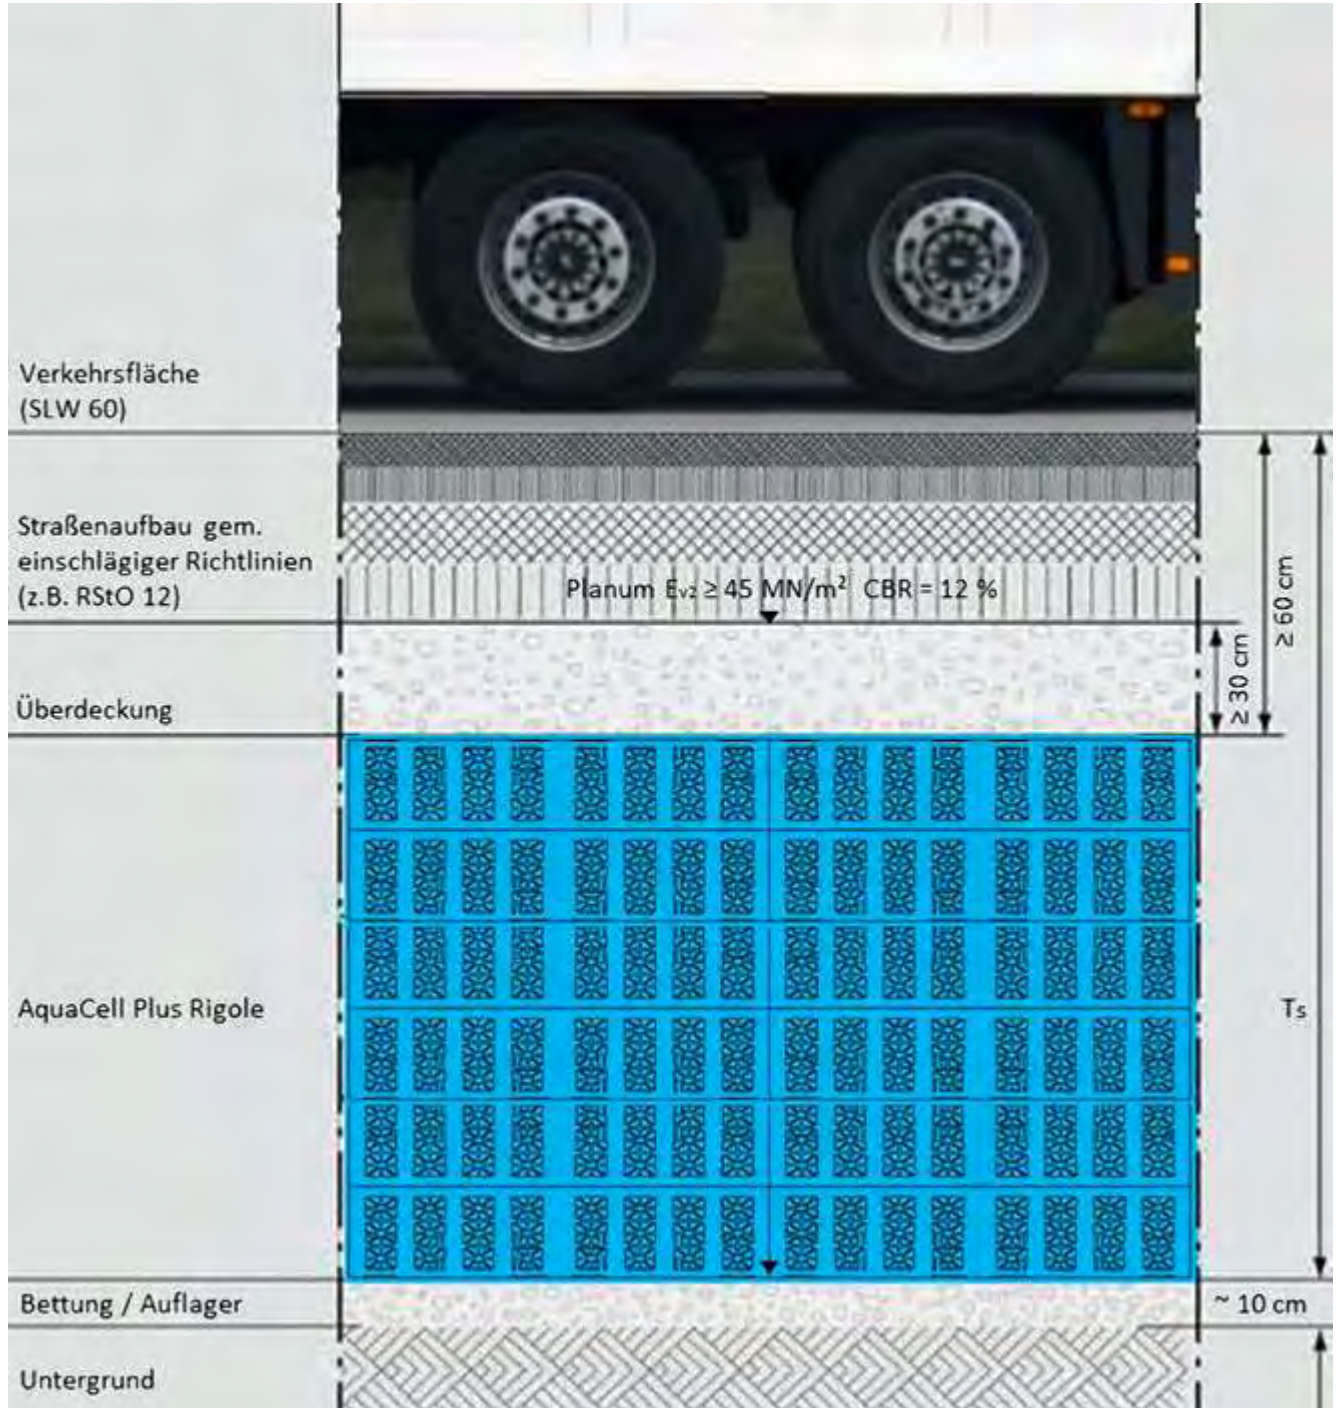 Verkehrsfläche
(SLW 60)
Straßenaufbau gem.
einschlägiger Richtlinien
(z.B. RStO 12)
Planum Ev2 ≥ 45 MN/m² CBR = 12 %
≥ 60 cm
≥ 30 cm
Überdeckung
AquaCell Plus Rigole
Ts
Bettung / Auflager
~ 10 cm
Untergrund